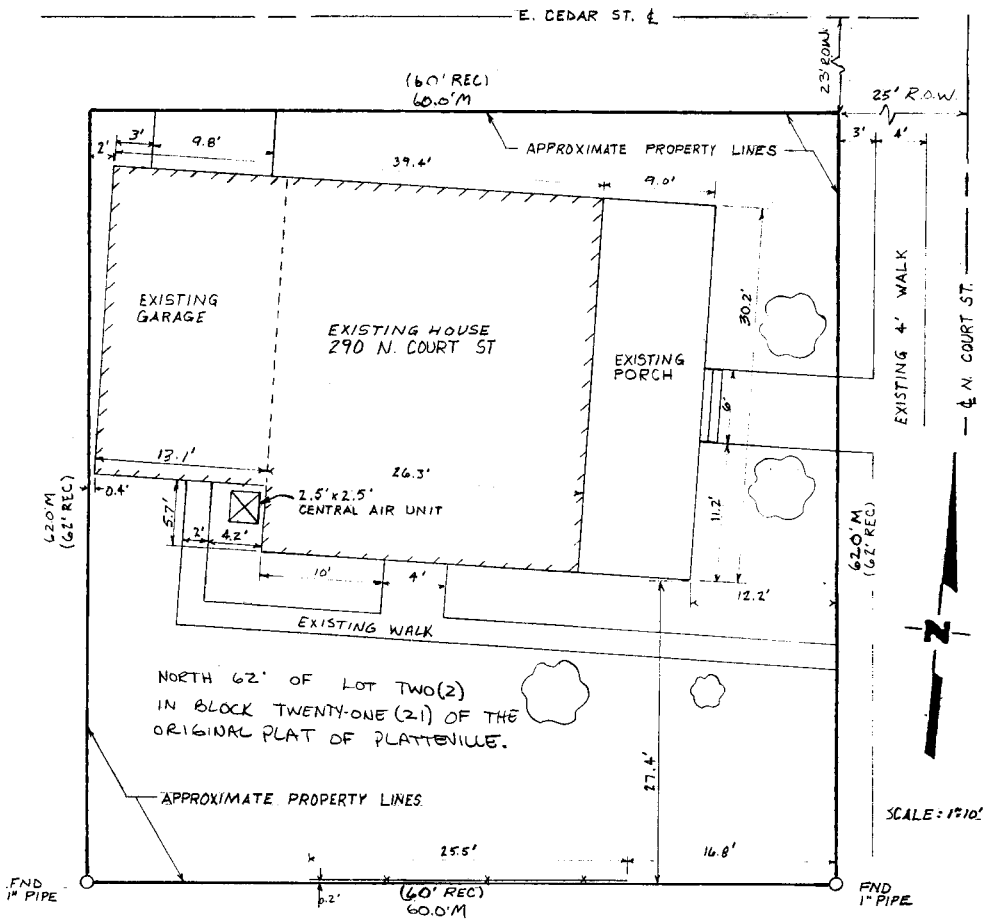 E. CEDAR ST. ℄
23' R.O.W.
(60' REC)
60.0'M
25' R.O.W.
3'
9.8'
2'
39.4'
APPROXIMATE PROPERTY LINES
3'
4'
9.0'
EXISTING
GARAGE
EXISTING HOUSE
290 N. COURT ST
EXISTING
PORCH
30.2'
EXISTING 4' WALK
℄ N. COURT ST.
6'
13.1'
26.3'
0.4'
2.5' x 2.5'
CENTRAL AIR UNIT
5.7'
2'
4.2'
11.2'
62.0'M
(62' REC)
62.0'M
(62' REC)
10'
4'
12.2'
EXISTING WALK
N
NORTH 62' OF LOT TWO(2)
IN BLOCK TWENTY-ONE (21) OF THE
ORIGINAL PLAT OF PLATTEVILLE.
27.4'
APPROXIMATE PROPERTY LINES
SCALE: 1"=10'
25.5'
16.8'
FND
1" PIPE
0.2'
(60' REC)
60.0'M
FND
1" PIPE